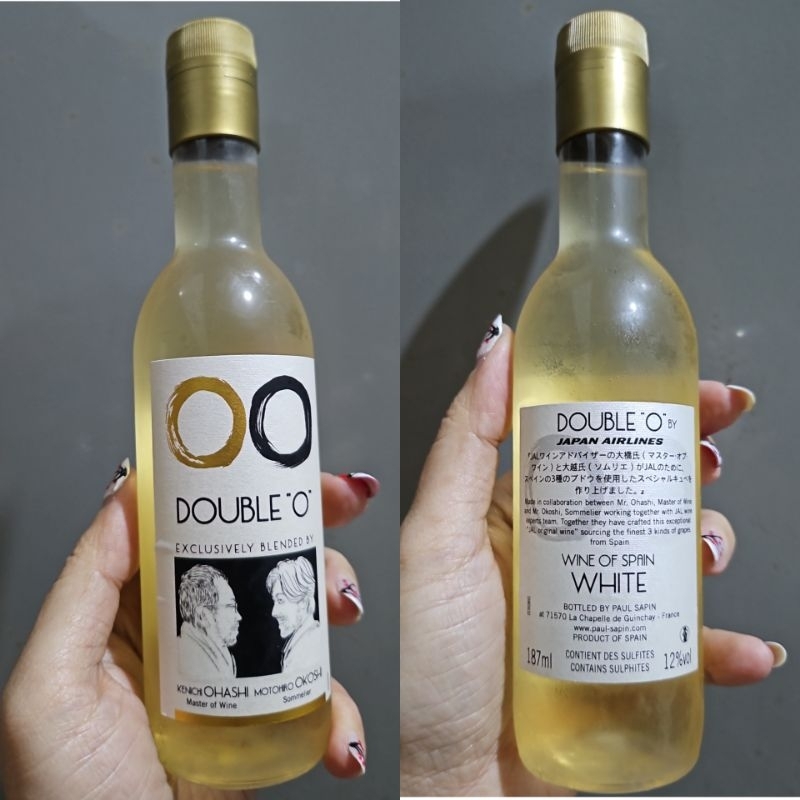 OO
DOUBLE "O"
EXCLUSIVELY BLENDED BY
KENICHI OHASHI MOTOHIRO OKOSHI
Master of Wine Sommelier
DOUBLE "O" BY
JAPAN AIRLINES
『JALワインアドバイザーの大橋氏(マスター・オブ・
ワイン)と大越氏(ソムリエ)がJALのために、
スペインの3種のブドウを使用したスペシャルキュベを
作り上げました。』
Made in collaboration between Mr. Ohashi, Master of Wine
and Mr. Okoshi, Sommelier working together with JAL wine
experts team. Together they have crafted this exceptional
"JAL original wine" sourcing the finest 3 kinds of grapes
from Spain
WINE OF SPAIN
WHITE
BOTTLED BY PAUL SAPIN
at 71570 La Chapelle de Guinchay - France
www.paul-sapin.com
PRODUCT OF SPAIN
187ml
CONTIENT DES SULFITES
CONTAINS SULPHITES
12%vol